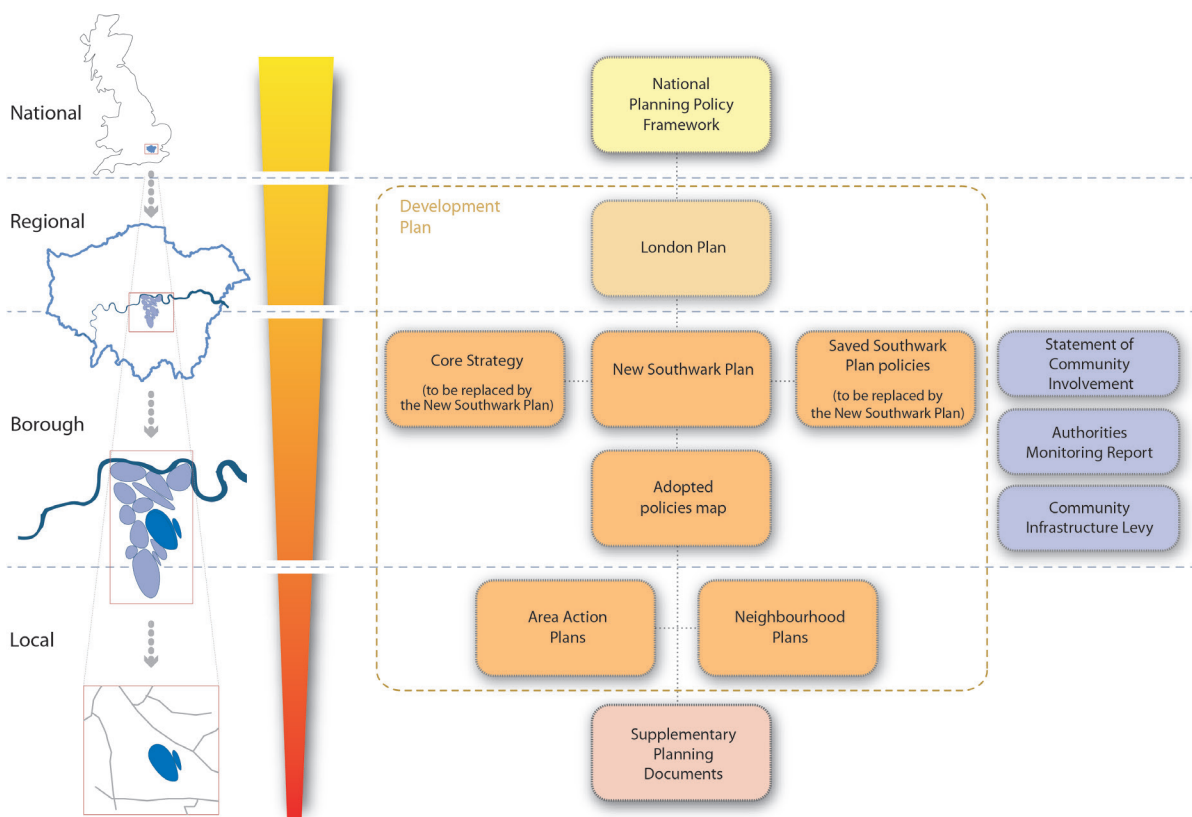 National
National
Planning Policy
Framework
Regional
Development
Plan
London Plan
Borough
Core Strategy
(to be replaced by
the New Southwark Plan)
New Southwark Plan
Saved Southwark
Plan policies
(to be replaced by
the New Southwark Plan)
Statement of
Community
Involvement
Authorities
Monitoring Report
Adopted
policies map
Community
Infrastructure Levy
Local
Area Action
Plans
Neighbourhood
Plans
Supplementary
Planning
Documents